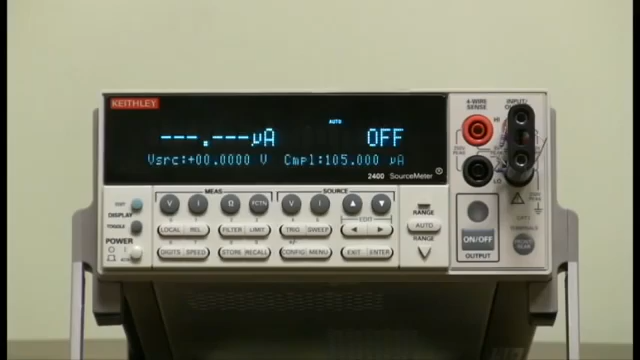 KEITHLEY
AUTO
---.---µA OFF
Vsrc:+00.0000 V Cmpl:105.000 µA
2400 SourceMeter®
4-WIRE SENSE
INPUT/
HI
LO
MEAS
SOURCE
V I Ω FCTN V I ▲ ▼
EDIT
DISPLAY
TOGGLE
LOCAL REL FILTER LIMIT TRIG SWEEP ◀ ▶
POWER
DIGITS SPEED STORE RECALL CONFIG MENU EXIT ENTER
RANGE
AUTO
RANGE
ON/OFF
OUTPUT